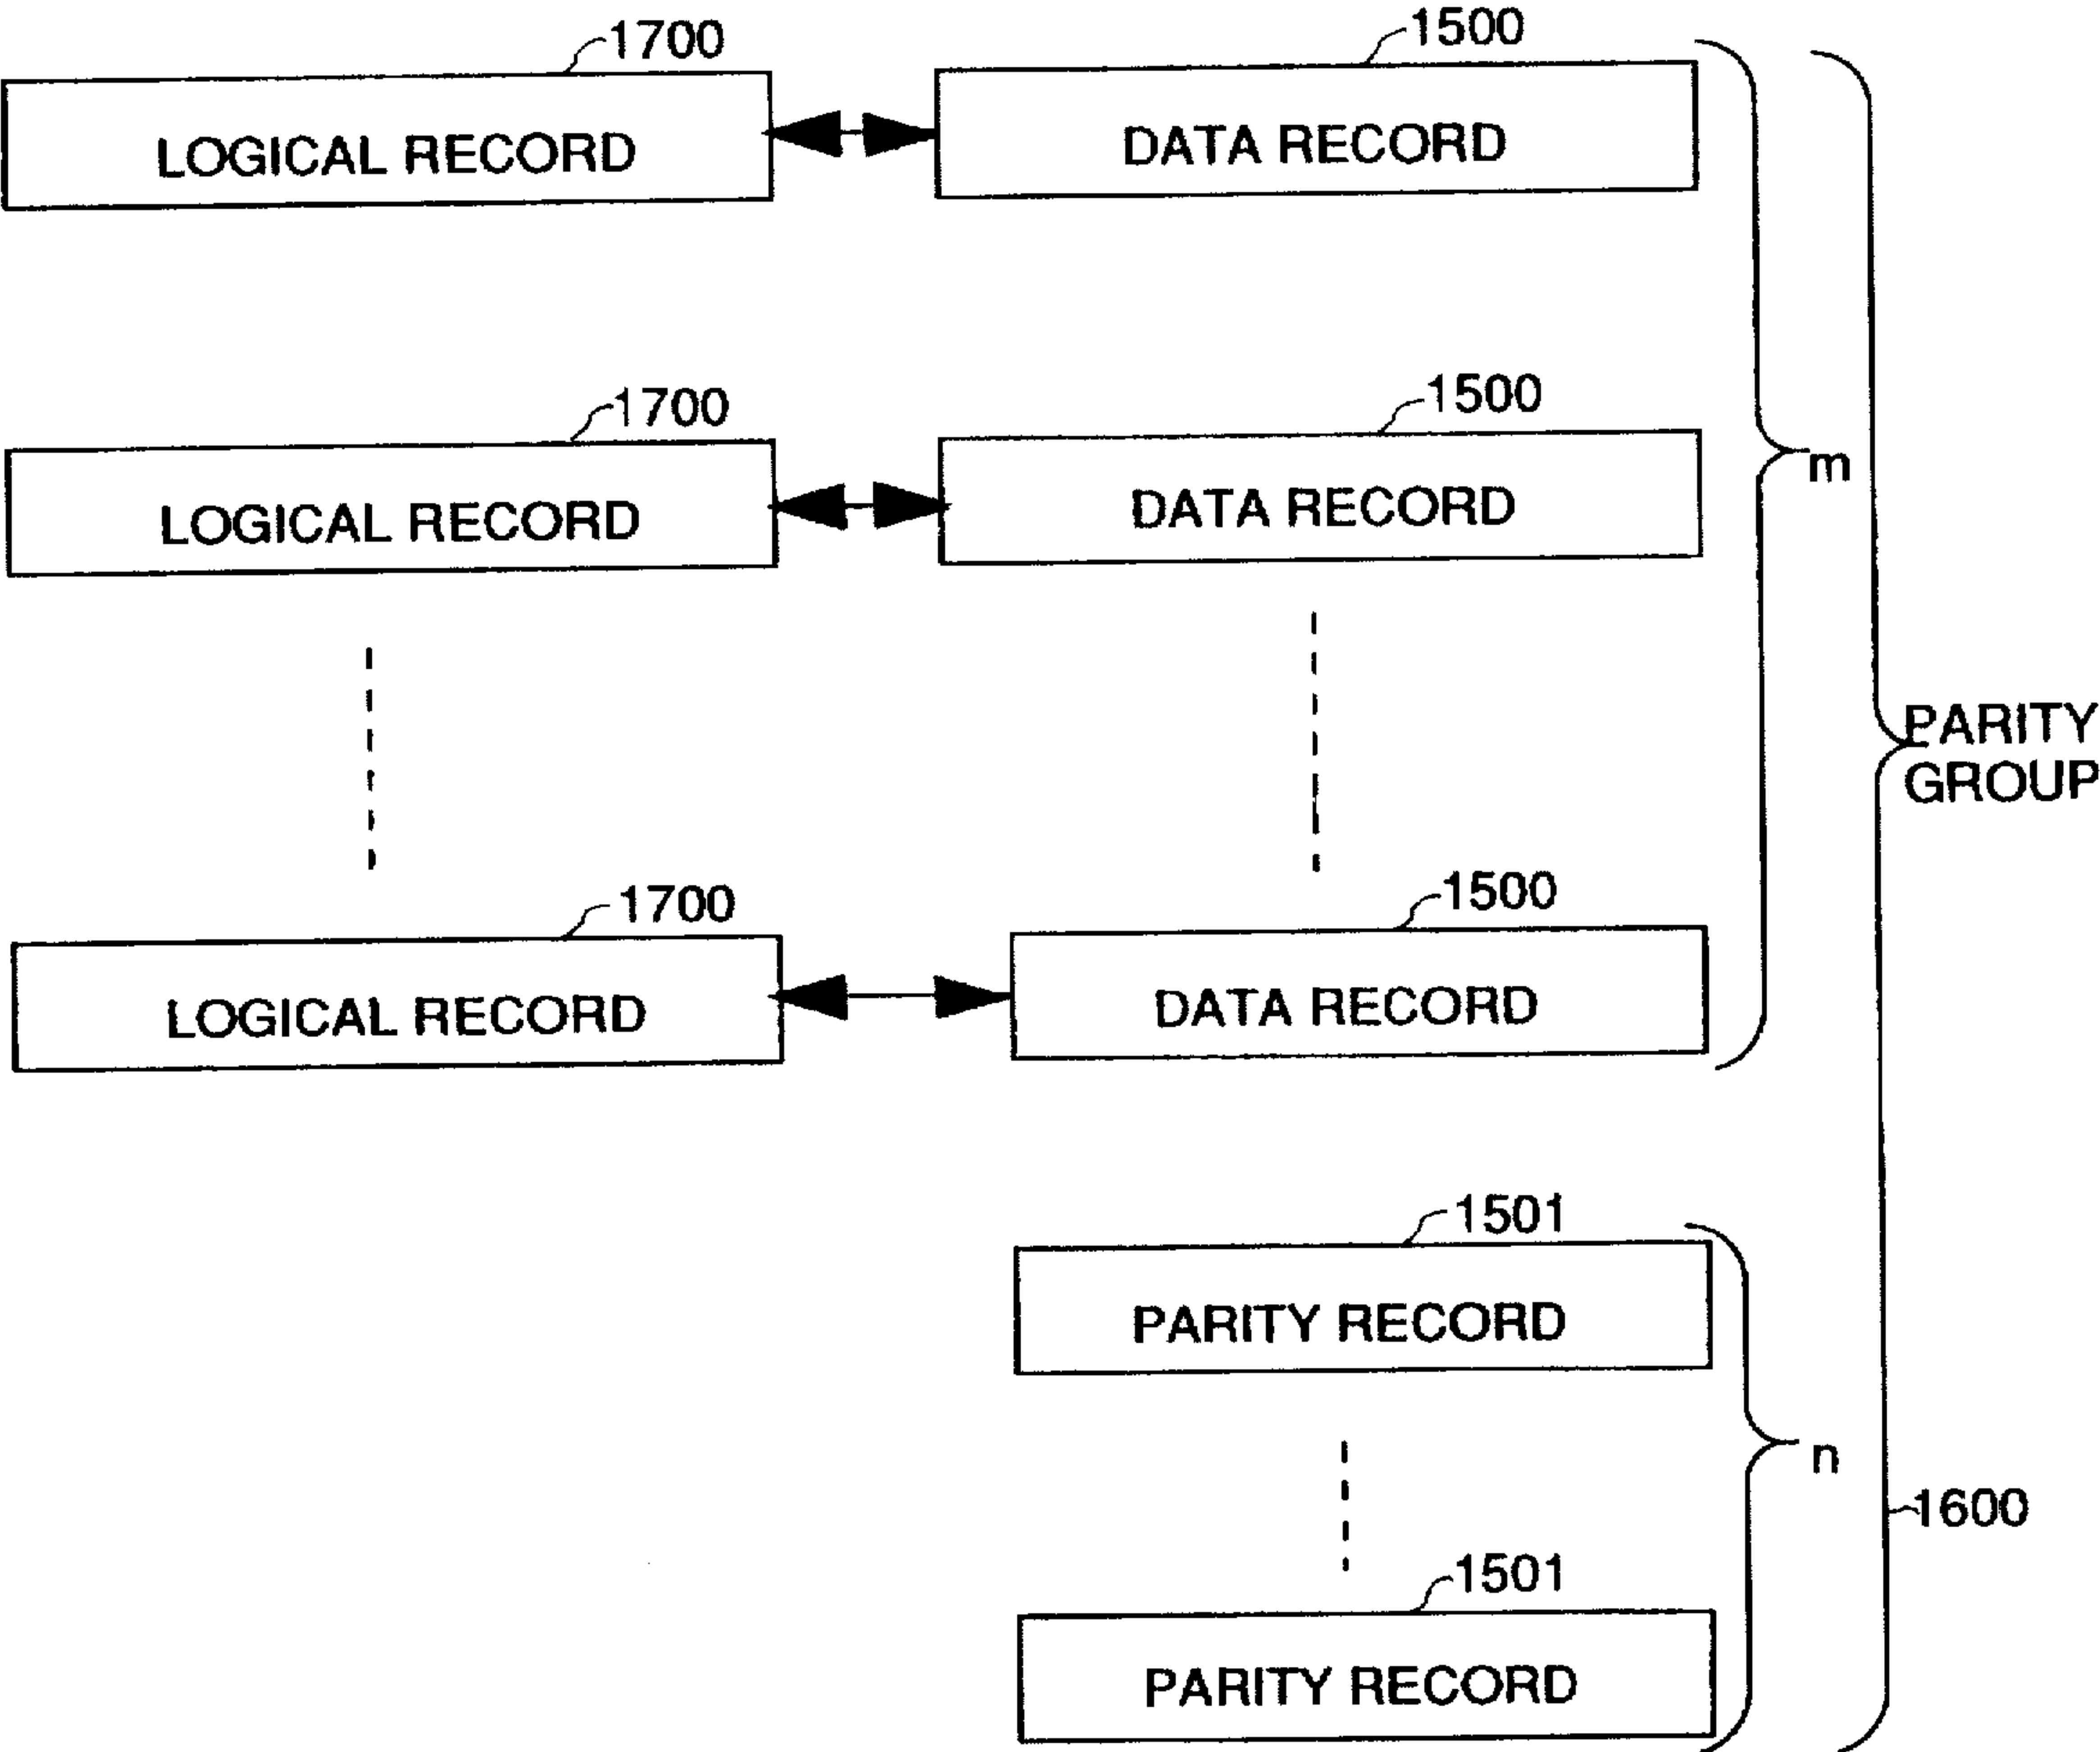 1700
1500
LOGICAL RECORD
DATA RECORD
1700
1500
m
LOGICAL RECORD
DATA RECORD
PARITY
GROUP
1700
1500
LOGICAL RECORD
DATA RECORD
1501
PARITY RECORD
n
1600
1501
PARITY RECORD